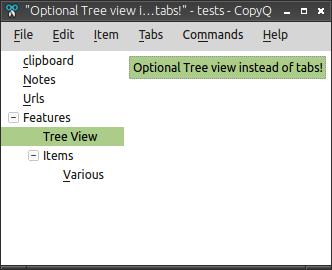 "Optional Tree view i...tabs!" - tests - CopyQ
File Edit Item Tabs Commands Help
clipboard
Notes
Urls
Features
Tree View
Items
Various
Optional Tree view instead of tabs!